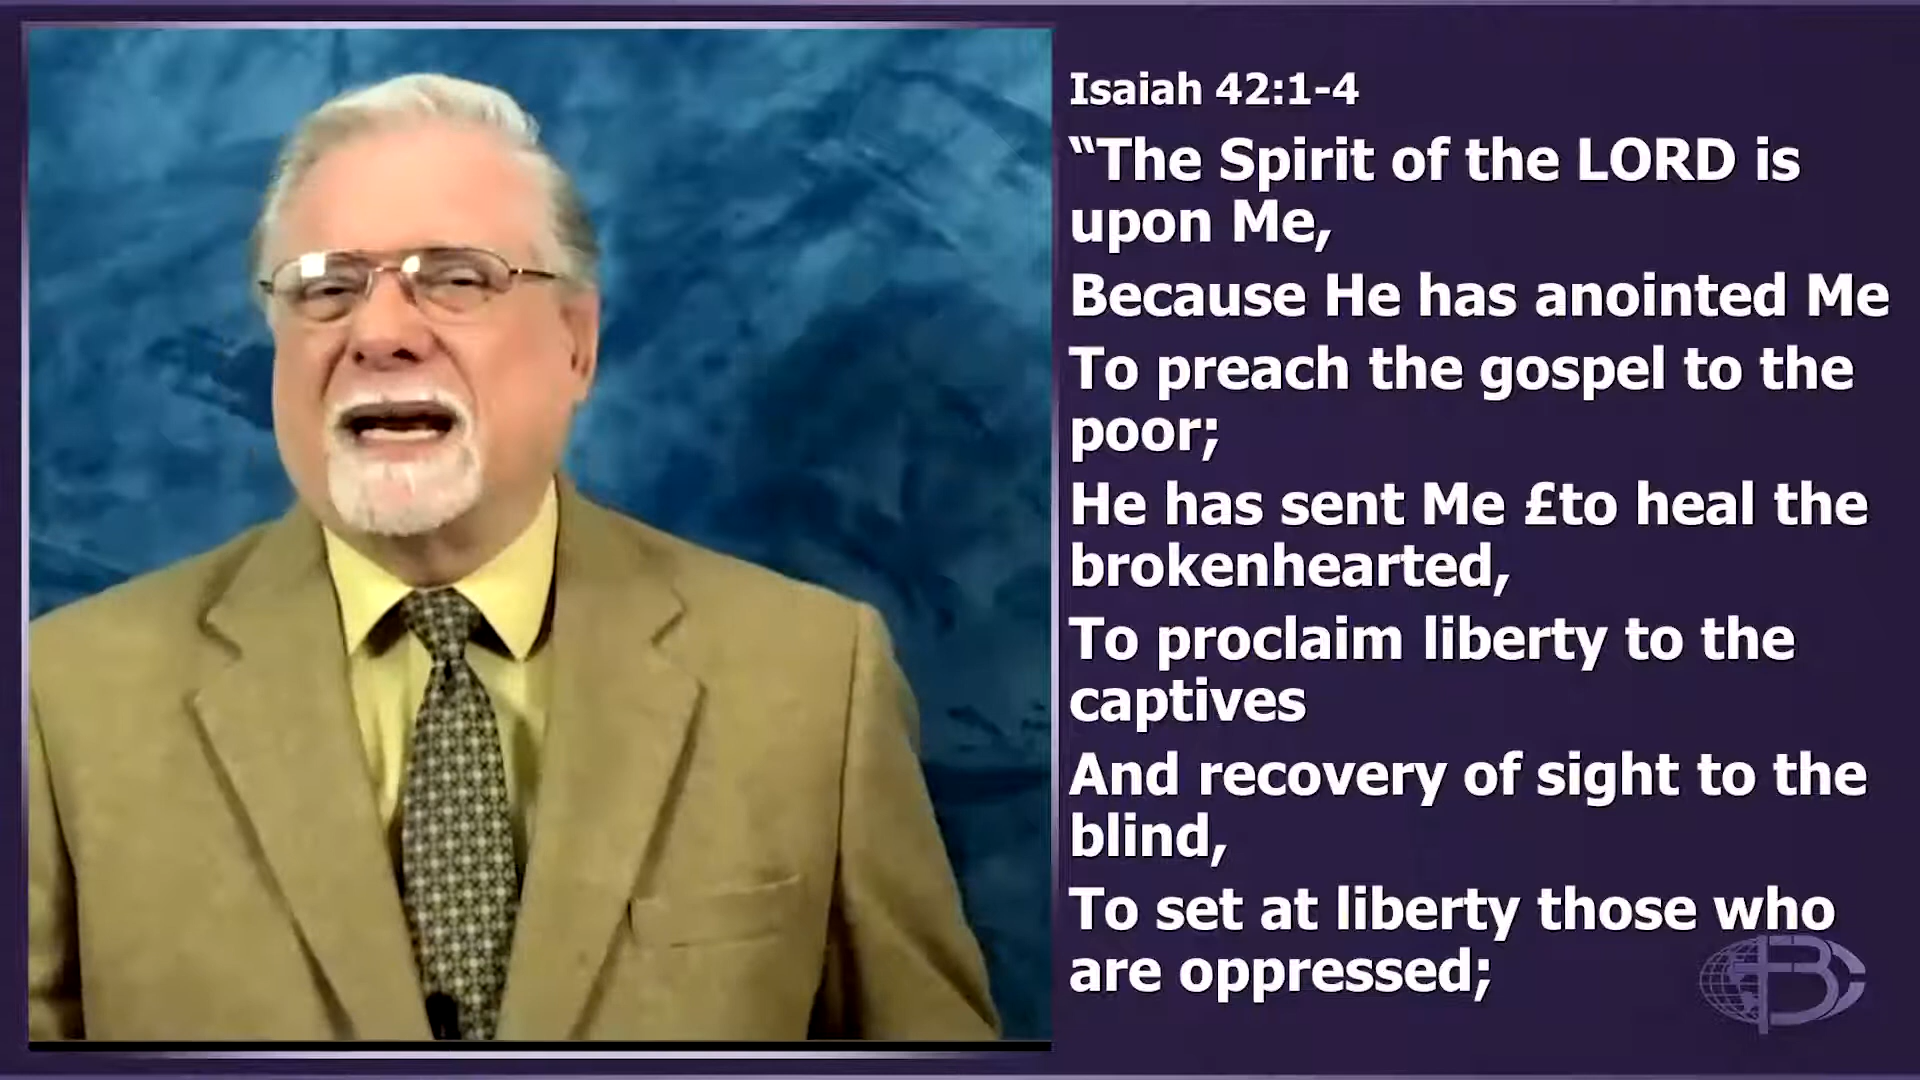 Isaiah 42:1-4
“The Spirit of the LORD is
upon Me,
Because He has anointed Me
To preach the gospel to the
poor;
He has sent Me £to heal the
brokenhearted,
To proclaim liberty to the
captives
And recovery of sight to the
blind,
To set at liberty those who
are oppressed;